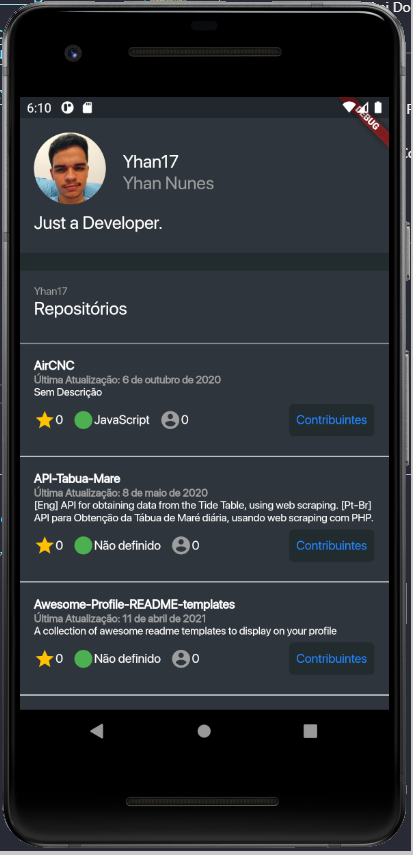 ui Do
6:10
DEBUG
Yhan17
Yhan Nunes
Just a Developer.
Yhan17
Repositórios
AirCNC
Última Atualização: 6 de outubro de 2020
Sem Descrição
0 JavaScript 0 Contribuintes
API-Tabua-Mare
Última Atualização: 8 de maio de 2020
[Eng] API for obtaining data from the Tide Table, using web scraping. [Pt-Br]
API para Obtenção da Tábua de Maré diária, usando web scraping com PHP.
0 Não definido 0 Contribuintes
Awesome-Profile-README-templates
Última Atualização: 11 de abril de 2021
A collection of awesome readme templates to display on your profile
0 Não definido 0 Contribuintes